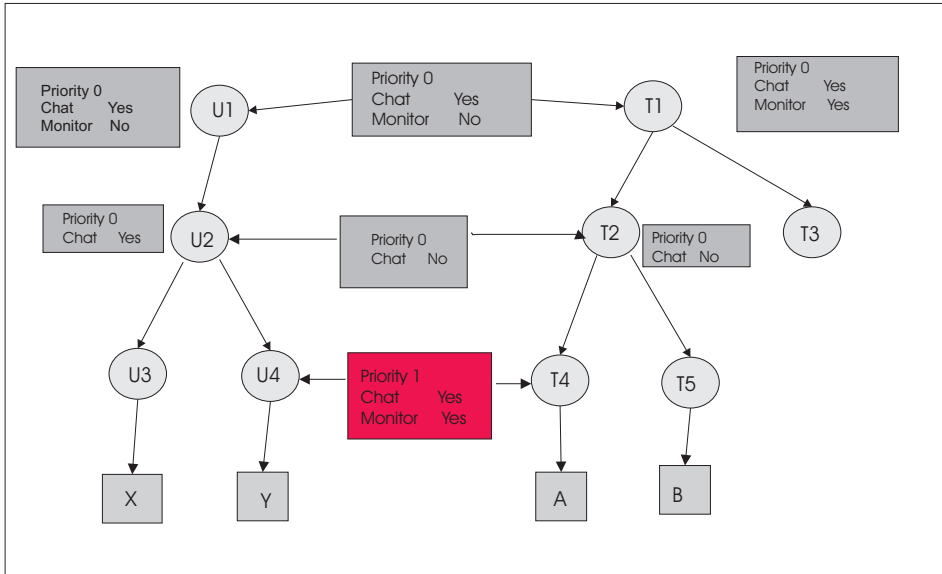 Priority 0
Chat Yes
Monitor No
U1
Priority 0
Chat Yes
Monitor No
T1
Priority 0
Chat Yes
Monitor Yes
Priority 0
Chat Yes
U2
Priority 0
Chat No
T2
Priority 0
Chat No
T3
U3
U4
Priority 1
Chat Yes
Monitor Yes
T4
T5
X
Y
A
B